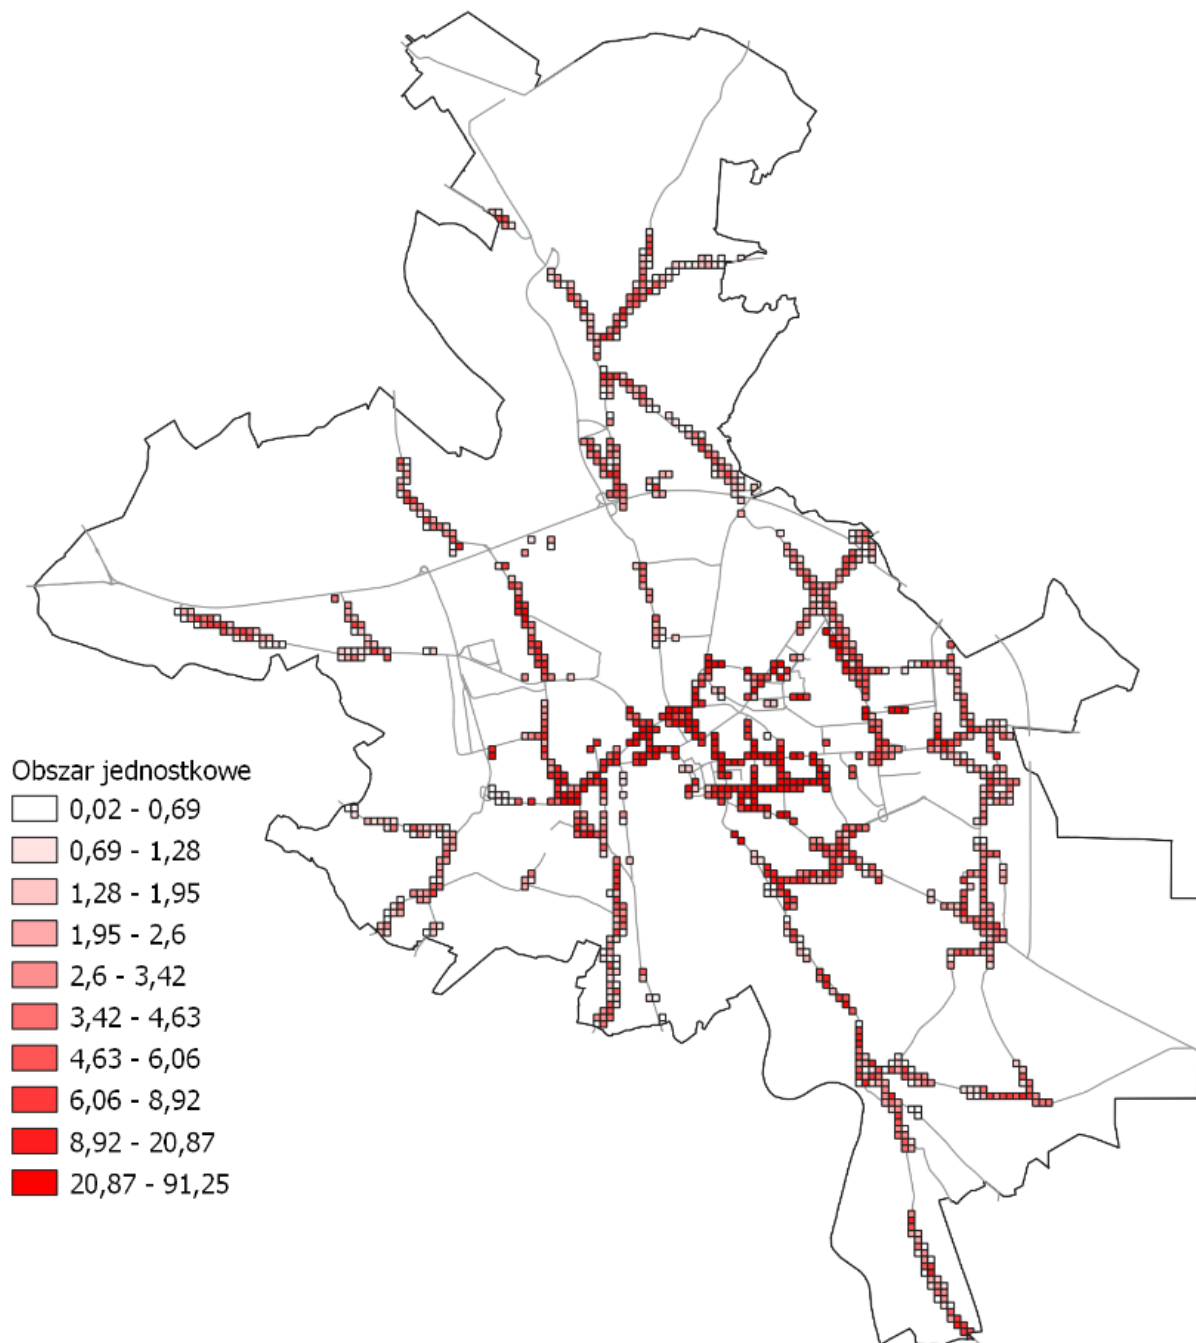 Obszar jednostkowe
0,02 - 0,69
0,69 - 1,28
1,28 - 1,95
1,95 - 2,6
2,6 - 3,42
3,42 - 4,63
4,63 - 6,06
6,06 - 8,92
8,92 - 20,87
20,87 - 91,25